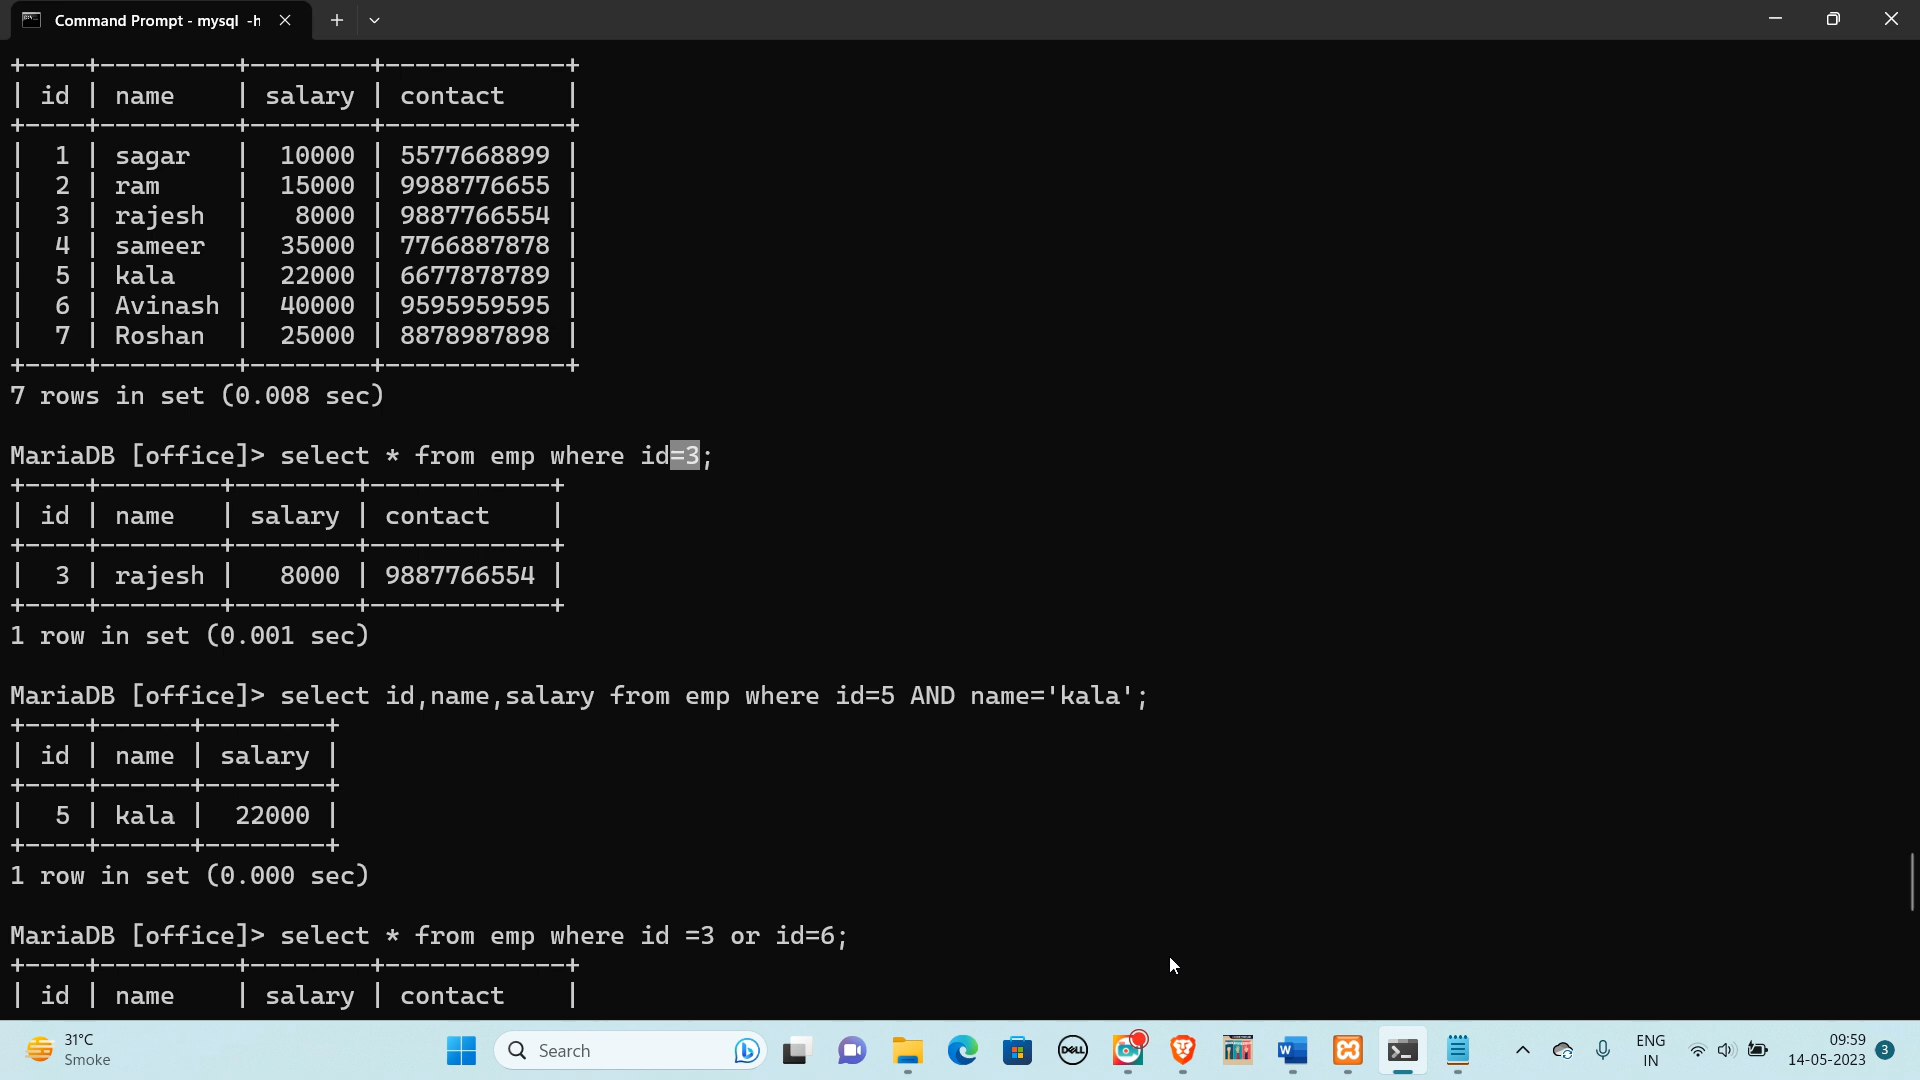 Command Prompt - mysql -h
+----+---------+--------+------------+
| id | name    | salary | contact    |
+----+---------+--------+------------+
|  1 | sagar   |  10000 | 5577668899 |
|  2 | ram     |  15000 | 9988776655 |
|  3 | rajesh  |   8000 | 9887766554 |
|  4 | sameer  |  35000 | 7766887878 |
|  5 | kala    |  22000 | 6677878789 |
|  6 | Avinash |  40000 | 9595959595 |
|  7 | Roshan  |  25000 | 8878987898 |
+----+---------+--------+------------+
7 rows in set (0.008 sec)
MariaDB [office]> select * from emp where id=3;
+----+--------+--------+------------+
| id | name   | salary | contact    |
+----+--------+--------+------------+
|  3 | rajesh |   8000 | 9887766554 |
+----+--------+--------+------------+
1 row in set (0.001 sec)
MariaDB [office]> select id,name,salary from emp where id=5 AND name='kala';
+----+------+--------+
| id | name | salary |
+----+------+--------+
|  5 | kala |  22000 |
+----+------+--------+
1 row in set (0.000 sec)
MariaDB [office]> select * from emp where id =3 or id=6;
+----+---------+--------+------------+
| id | name    | salary | contact    |
31°C
Smoke
Search
DELL
W
ENG
IN
09:59
14-05-2023
3